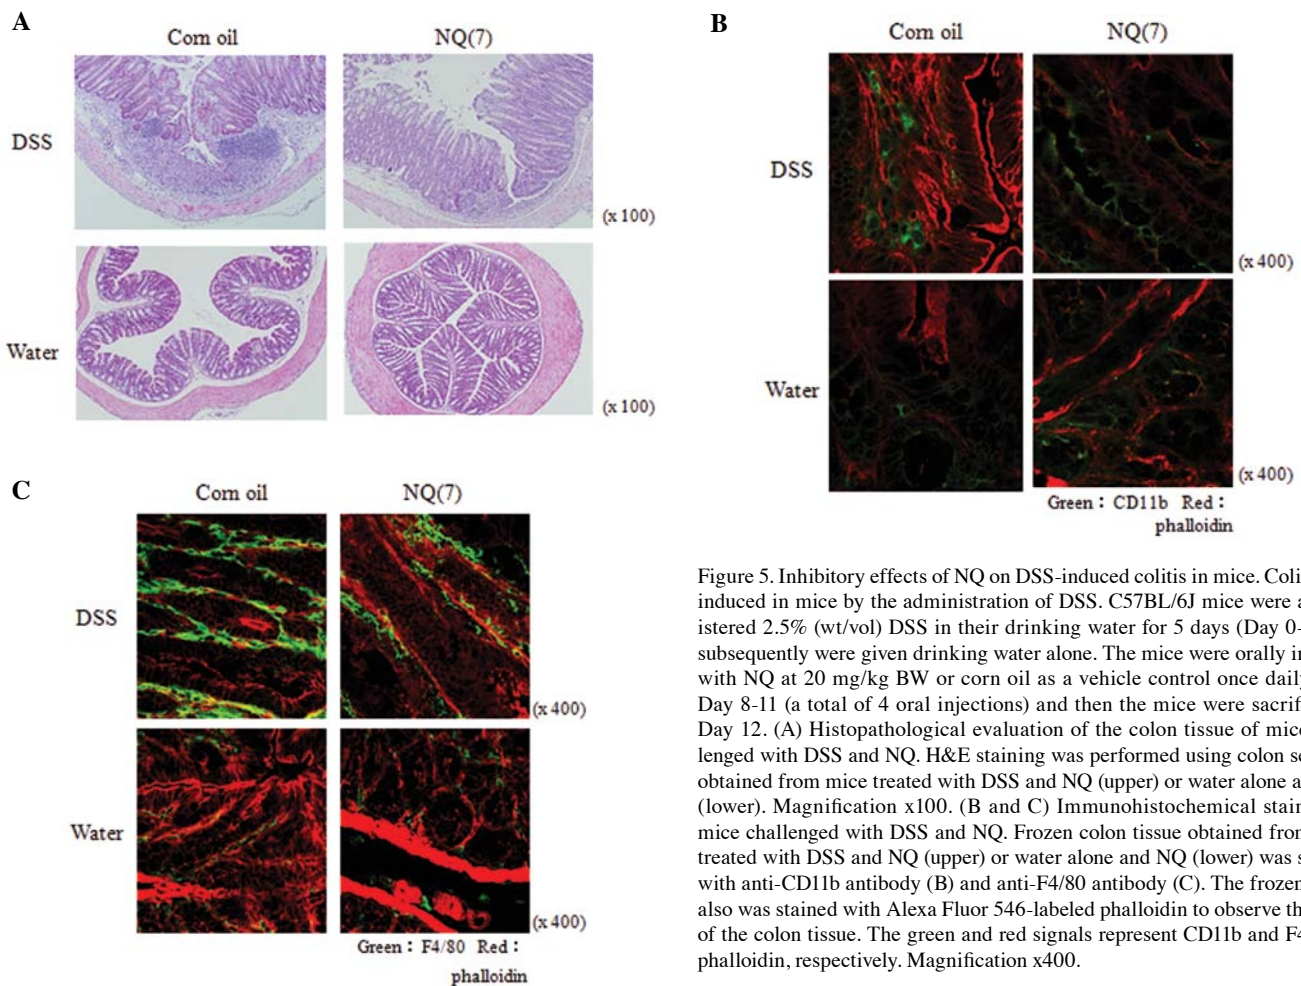 A
Corn oil NQ(7)
DSS
(x 100)
Water
(x 100)
B
Corn oil NQ(7)
DSS
(x 400)
Water
(x 400)
Green : CD11b Red :
phalloidin
C
Corn oil NQ(7)
DSS
(x 400)
Water
(x 400)
Green : F4/80 Red :
phalloidin
Figure 5. Inhibitory effects of NQ on DSS-induced colitis in mice. Coli
induced in mice by the administration of DSS. C57BL/6J mice were a
istered 2.5% (wt/vol) DSS in their drinking water for 5 days (Day 0-
subsequently were given drinking water alone. The mice were orally in
with NQ at 20 mg/kg BW or corn oil as a vehicle control once daily
Day 8-11 (a total of 4 oral injections) and then the mice were sacrif
Day 12. (A) Histopathological evaluation of the colon tissue of mice
lenged with DSS and NQ. H&E staining was performed using colon se
obtained from mice treated with DSS and NQ (upper) or water alone a
(lower). Magnification x100. (B and C) Immunohistochemical stain
mice challenged with DSS and NQ. Frozen colon tissue obtained from
treated with DSS and NQ (upper) or water alone and NQ (lower) was s
with anti-CD11b antibody (B) and anti-F4/80 antibody (C). The frozen
also was stained with Alexa Fluor 546-labeled phalloidin to observe th
of the colon tissue. The green and red signals represent CD11b and F4
phalloidin, respectively. Magnification x400.